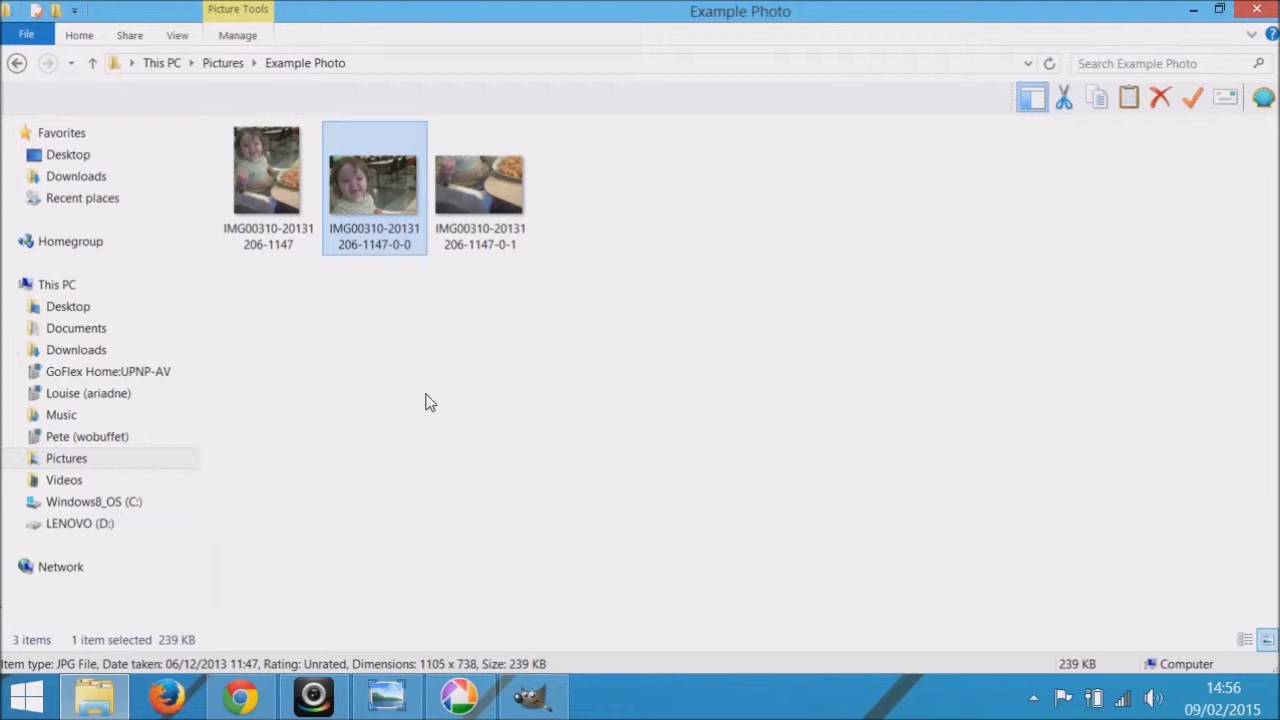 Picture Tools
Example Photo
File
Home
Share
View
Manage
This PC
Pictures
Example Photo
Search Example Photo
Favorites
Desktop
Downloads
Recent places
Homegroup
This PC
Desktop
Documents
Downloads
GoFlex Home:UPNP-AV
Louise (ariadne)
Music
Pete (wobuffet)
Pictures
Videos
Windows8_OS (C:)
LENOVO (D:)
Network
IMG00310-20131
206-1147
IMG00310-20131
206-1147-0-0
IMG00310-20131
206-1147-0-1
3 items 1 item selected 239 KB
Item type: JPG File, Date taken: 06/12/2013 11:47, Rating: Unrated, Dimensions: 1105 x 738, Size: 239 KB
239 KB
Computer
14:56
09/02/2015